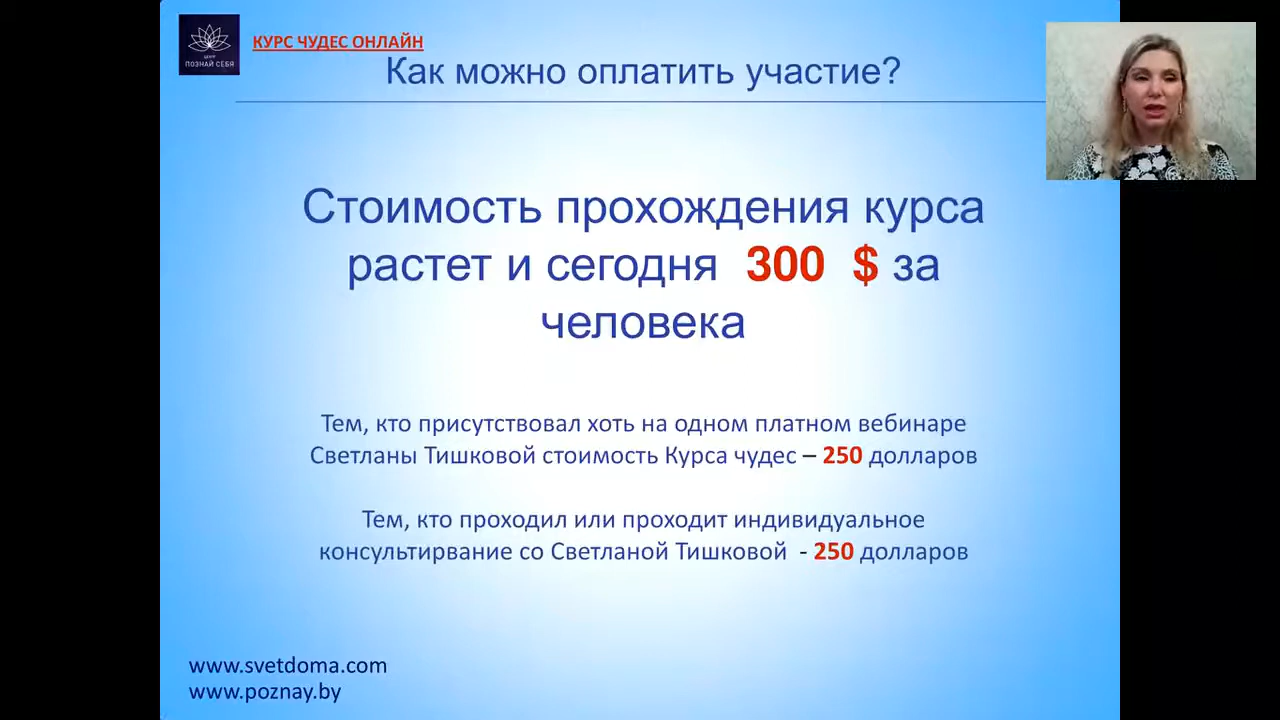 ЦЕНТР
ПОЗНАЙ СЕБЯ
КУРС ЧУДЕС ОНЛАЙН
Как можно оплатить участие?
Стоимость прохождения курса
растет и сегодня 300 $ за
человека
Тем, кто присутствовал хоть на одном платном вебинаре
Светланы Тишковой стоимость Курса чудес – 250 долларов
Тем, кто проходил или проходит индивидуальное
консультирвание со Светланой Тишковой - 250 долларов
www.svetdoma.com
www.poznay.by